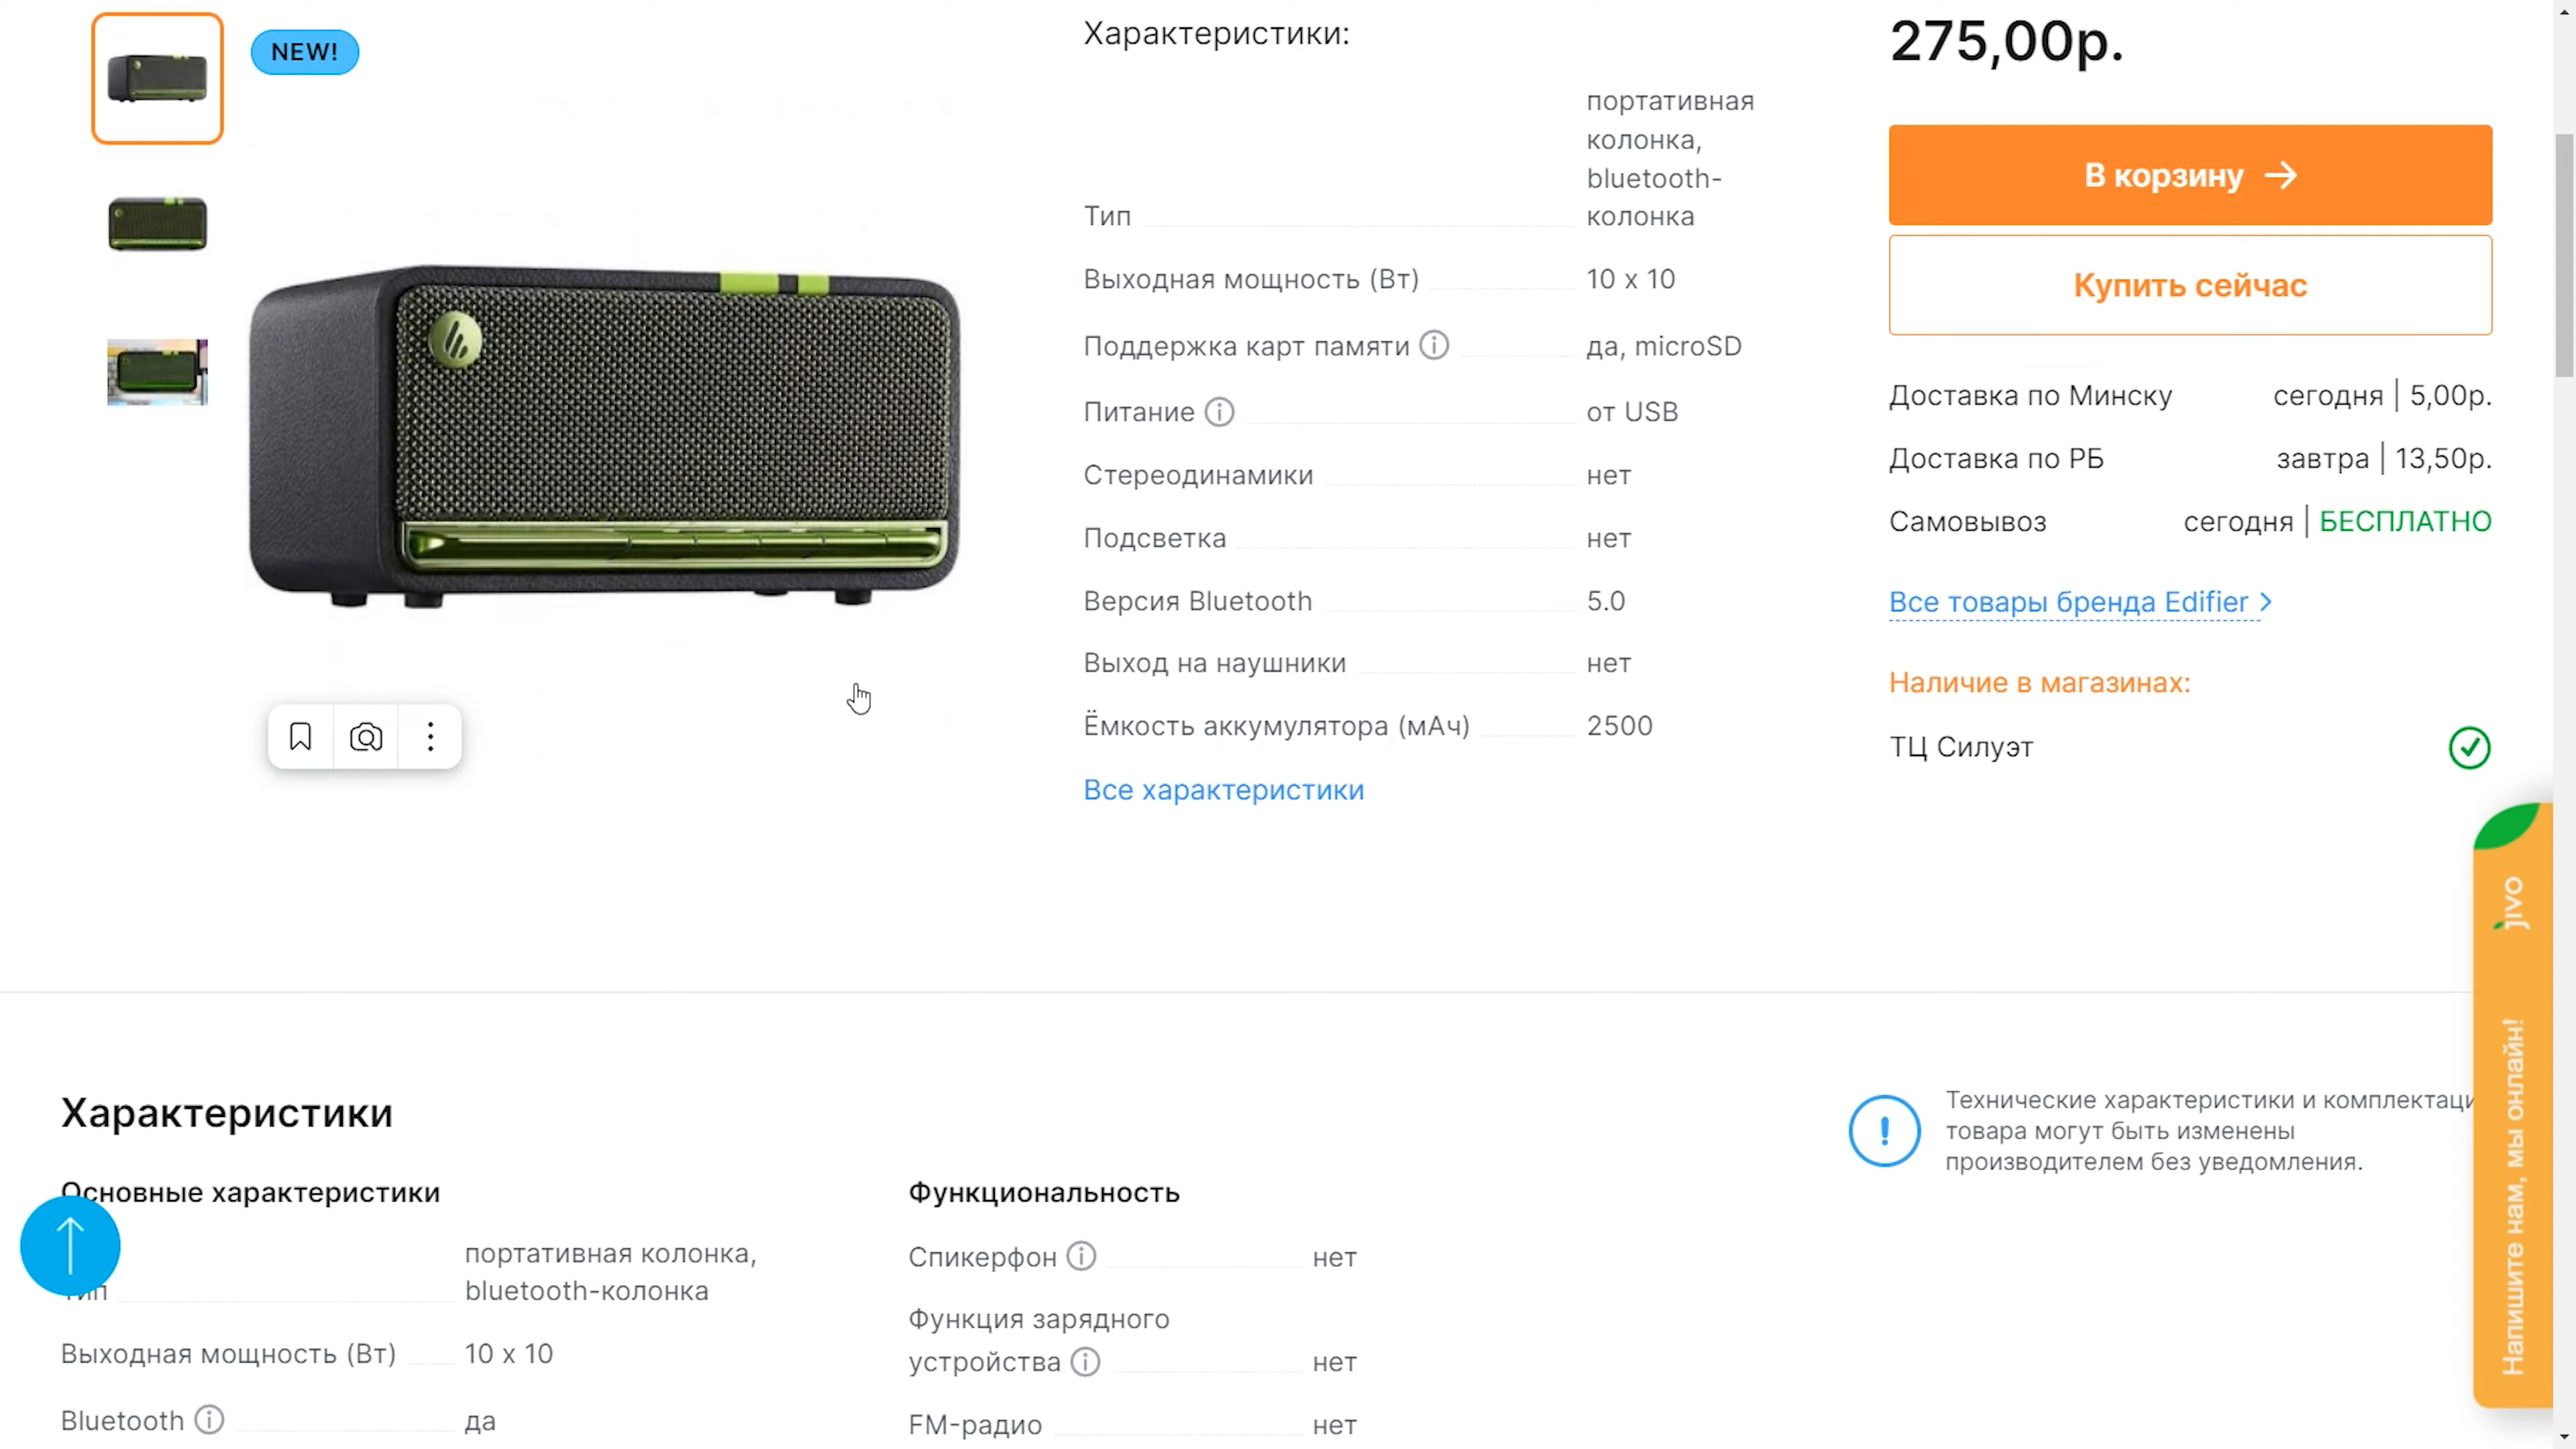 NEW!
Характеристики:
Тип портативная колонка, bluetooth-колонка
Выходная мощность (Вт) 10 x 10
Поддержка карт памяти да, microSD
Питание от USB
Стереодинамики нет
Подсветка нет
Версия Bluetooth 5.0
Выход на наушники нет
Ёмкость аккумулятора (мАч) 2500
Все характеристики
275,00р.
В корзину
Купить сейчас
Доставка по Минску сегодня | 5,00р.
Доставка по РБ завтра | 13,50р.
Самовывоз сегодня | БЕСПЛАТНО
Все товары бренда Edifier
Наличие в магазинах:
ТЦ Силуэт
jivo
Напишите нам, мы онлайн!
Характеристики
Технические характеристики и комплектаци
товара могут быть изменены
производителем без уведомления.
Основные характеристики
Тип портативная колонка,
bluetooth-колонка
Выходная мощность (Вт) 10 x 10
Bluetooth да
Функциональность
Спикерфон нет
Функция зарядного
устройства нет
FM-радио нет